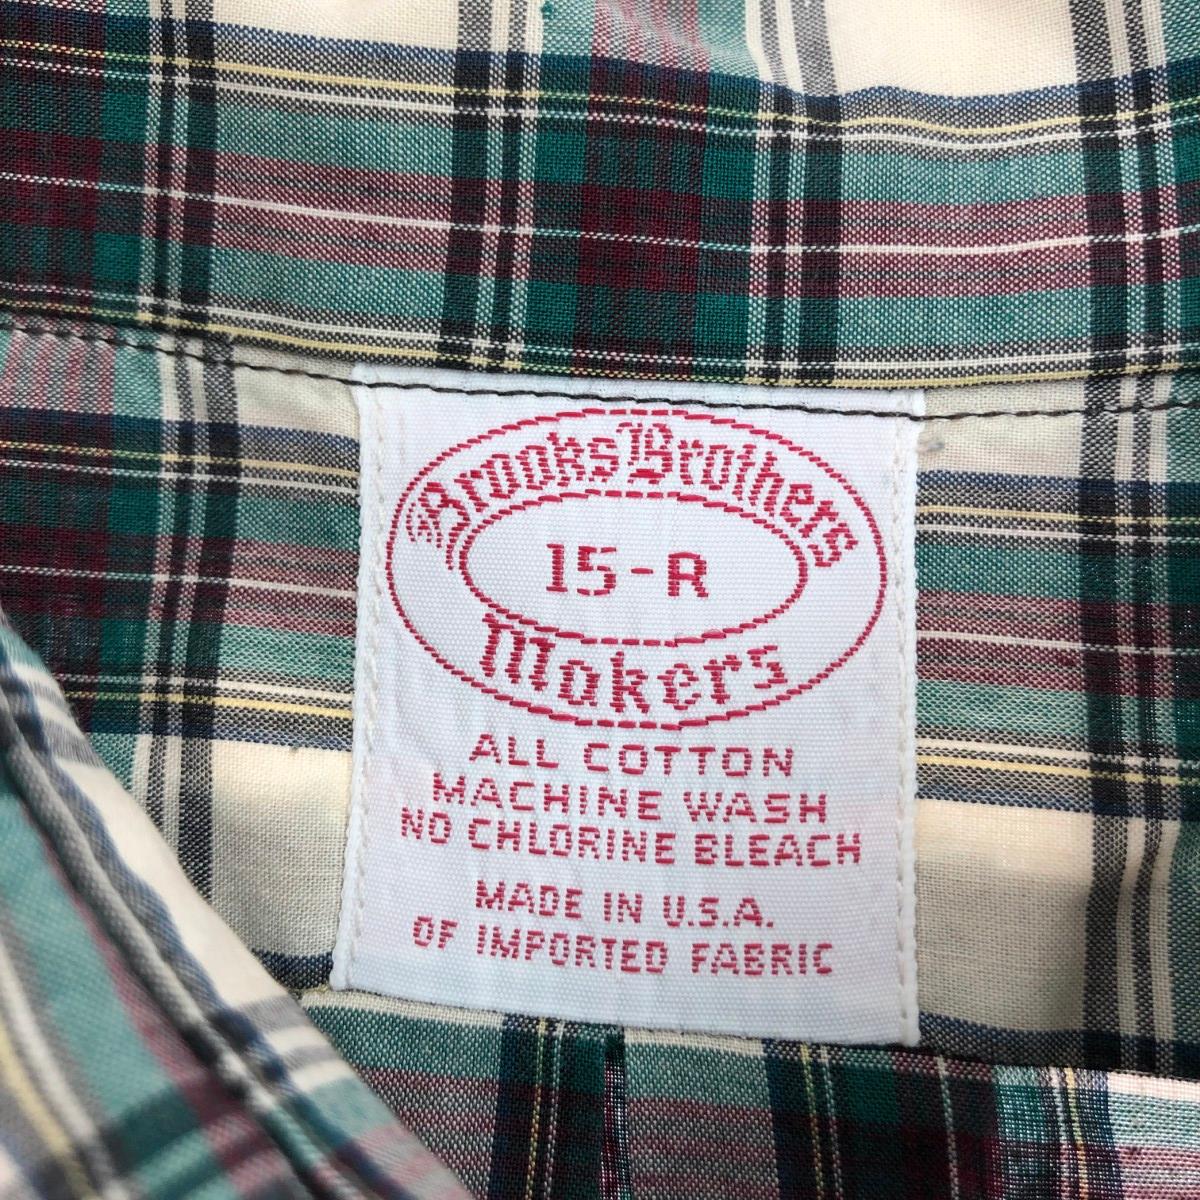 Brooks Brothers
15-R
Makers
ALL COTTON
MACHINE WASH
NO CHLORINE BLEACH
MADE IN U.S.A.
OF IMPORTED FABRIC